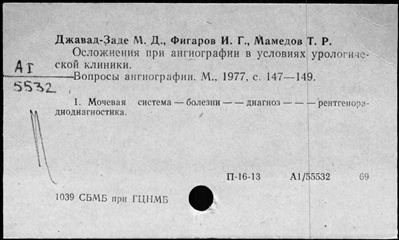 Джавад-Заде М. Д., Фигаров И. Г., Мамедов Т. Р.
Осложнения при ангиографии в условиях урологиче-
ской клиники.
АI
5532
Вопросы ангиографии. М., 1977, с. 147—149.
1. Мочевая система — болезни — — диагноз — — — рентгенора-
диодиагностика.
П-16-13 А1/55532 69
1039 СБМБ при ГЦНМБ